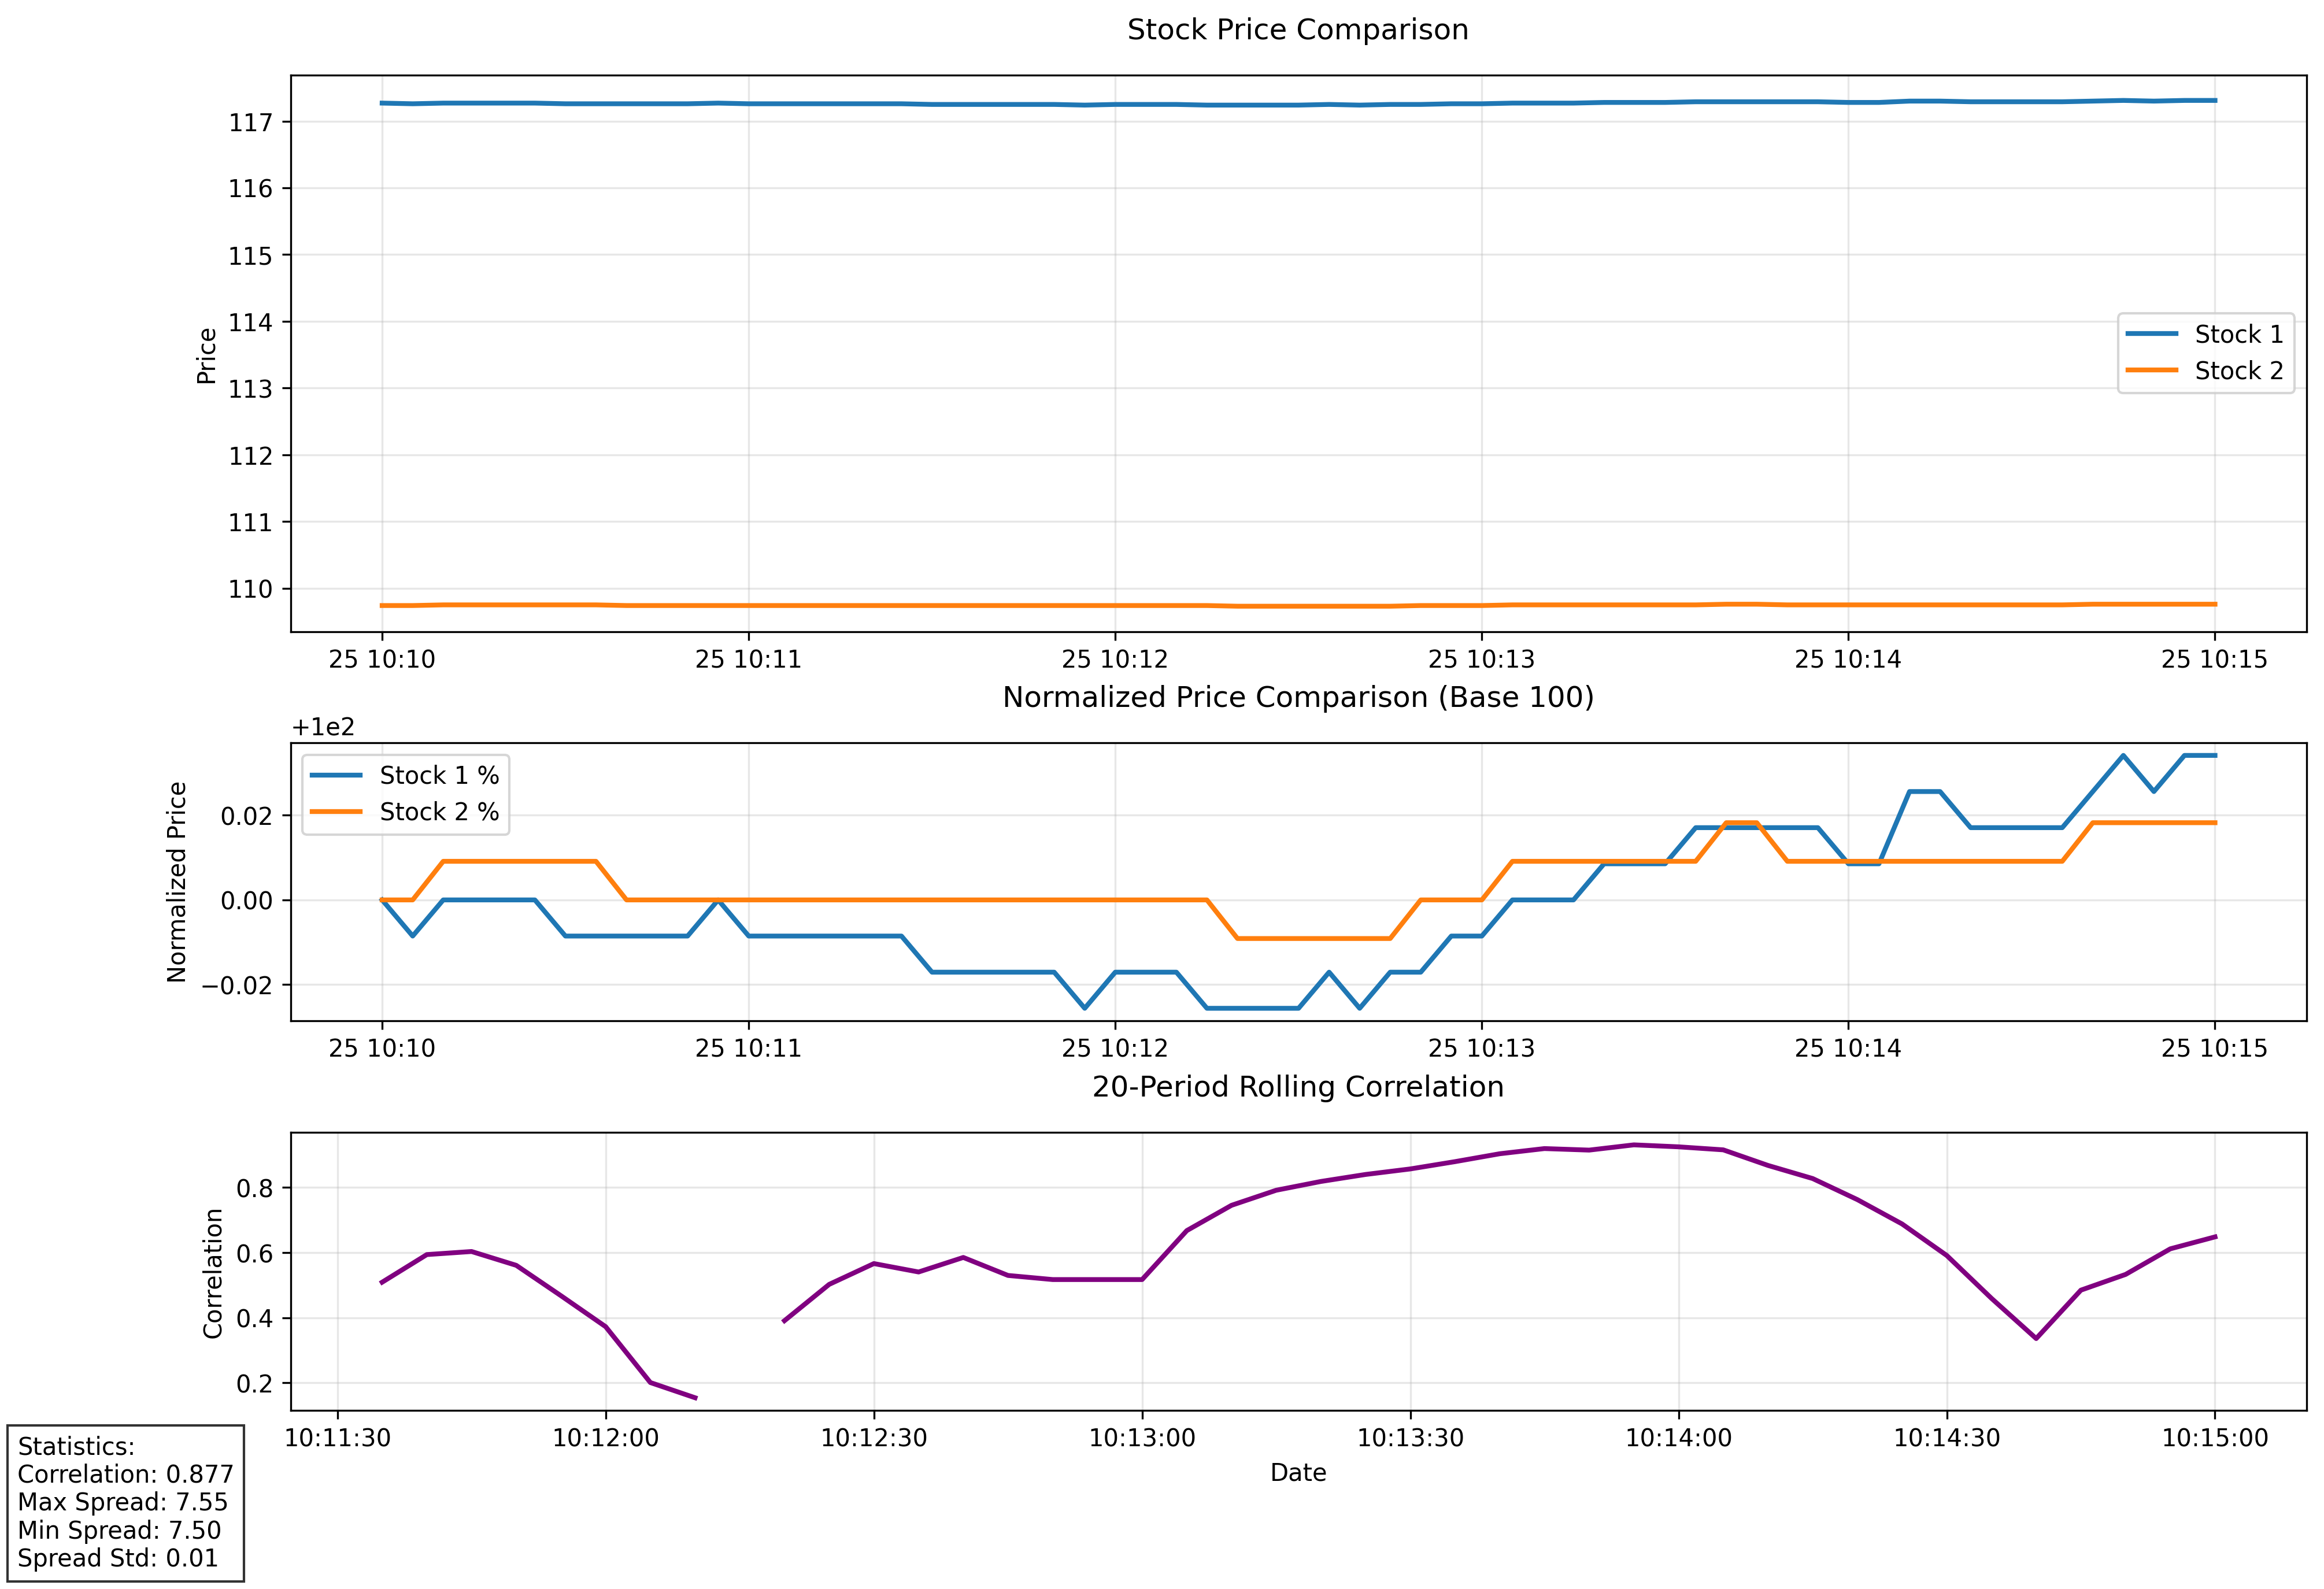 Stock Price Comparison
117
116
115
114
113
112
111
110
Price
Stock 1
Stock 2
25 10:10 25 10:11 25 10:12 25 10:13 25 10:14 25 10:15
Normalized Price Comparison (Base 100)
+1e2
Stock 1 %
Stock 2 %
0.02
0.00
−0.02
Normalized Price
25 10:10 25 10:11 25 10:12 25 10:13 25 10:14 25 10:15
20-Period Rolling Correlation
0.8
0.6
0.4
0.2
Correlation
10:11:30 10:12:00 10:12:30 10:13:00 10:13:30 10:14:00 10:14:30 10:15:00
Date
Statistics:
Correlation: 0.877
Max Spread: 7.55
Min Spread: 7.50
Spread Std: 0.01